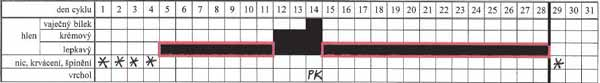 den cyklu 1 2 3 4 5 6 7 8 9 10 11 12 13 14 15 16 17 18 19 20 21 22 23 24 25 26 27 28 29 30 31
hlen
vaječný bílek
krémový
lepkavý
nic, krvácení, špinění * * * * *
vrchol PK